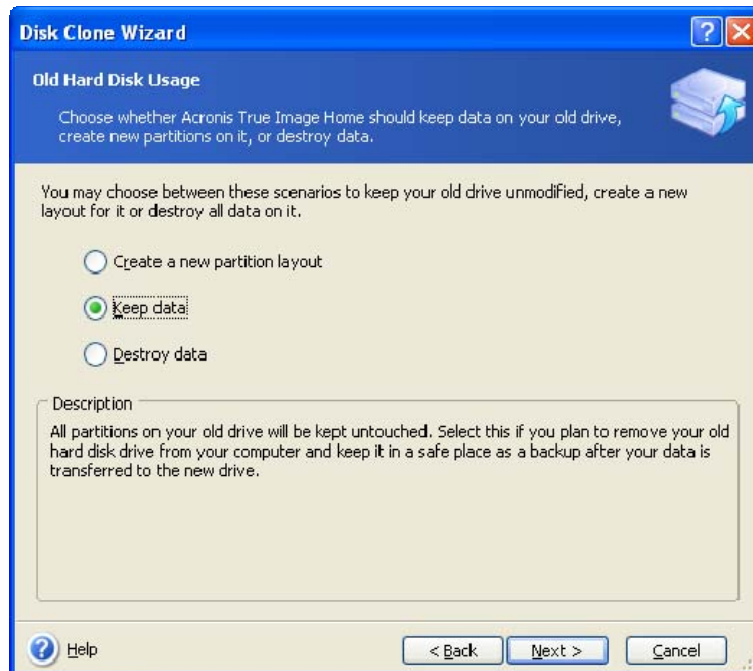 Disk Clone Wizard
Old Hard Disk Usage
Choose whether Acronis True Image Home should keep data on your old drive,
create new partitions on it, or destroy data.
You may choose between these scenarios to keep your old drive unmodified, create a new
layout for it or destroy all data on it.
Create a new partition layout
Keep data
Destroy data
Description
All partitions on your old drive will be kept untouched. Select this if you plan to remove your old
hard disk drive from your computer and keep it in a safe place as a backup after your data is
transferred to the new drive.
Help
< Back
Next >
Cancel